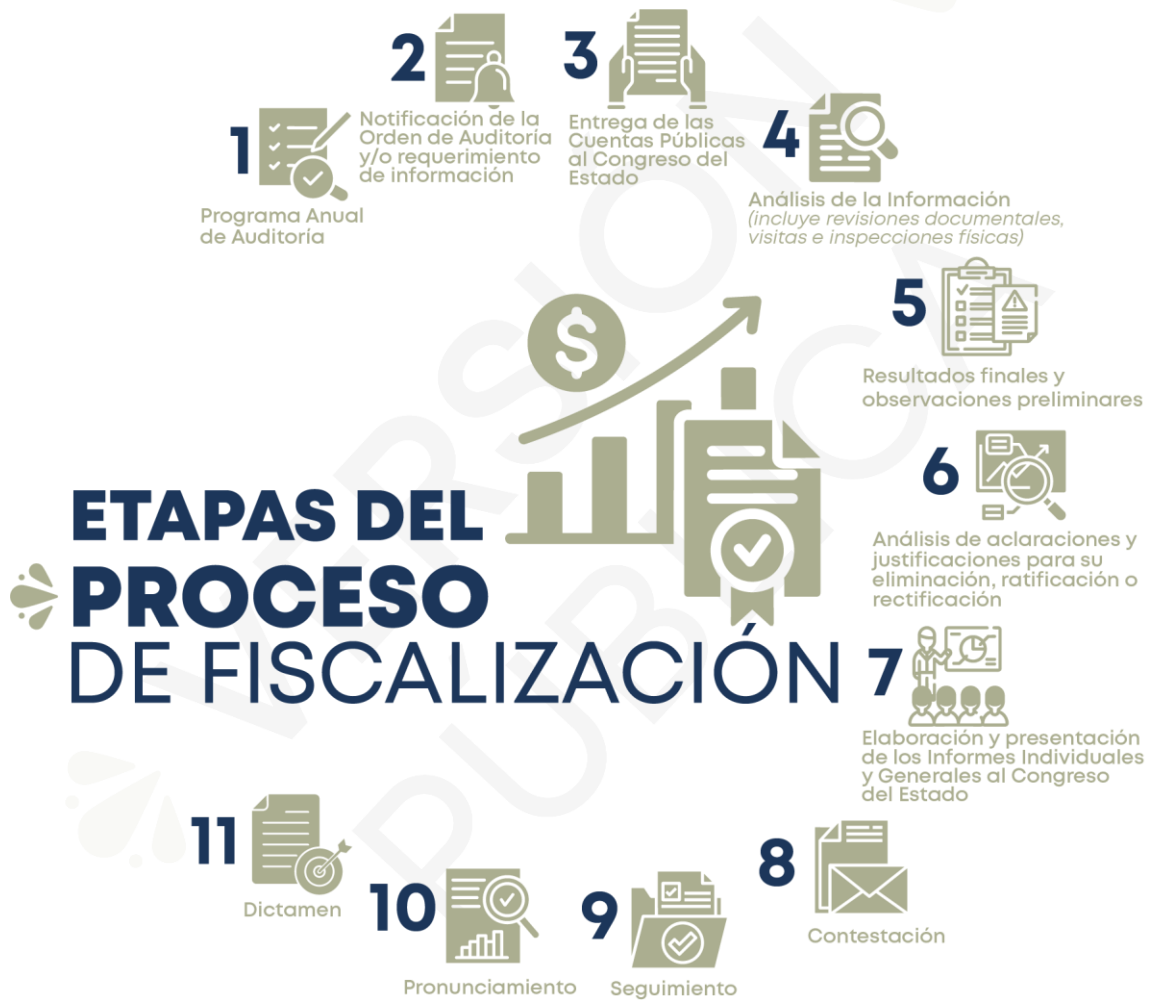 1
Programa Anual
de Auditoría
2
Notificación de la
Orden de Auditoría
y/o requerimiento
de información
3
Entrega de las
Cuentas Públicas
al Congreso del
Estado
4
Análisis de la Información
(incluye revisiones documentales,
visitas e inspecciones físicas)
5
Resultados finales y
observaciones preliminares
6
Análisis de aclaraciones y
justificaciones para su
eliminación, ratificación o
rectificación
7
Elaboración y presentación
de los Informes Individuales
y Generales al Congreso
del Estado
8
Contestación
9
Seguimiento
10
Pronunciamiento
11
Dictamen
$
ETAPAS DEL
PROCESO
DE FISCALIZACIÓN
VERSION
PUBLICA